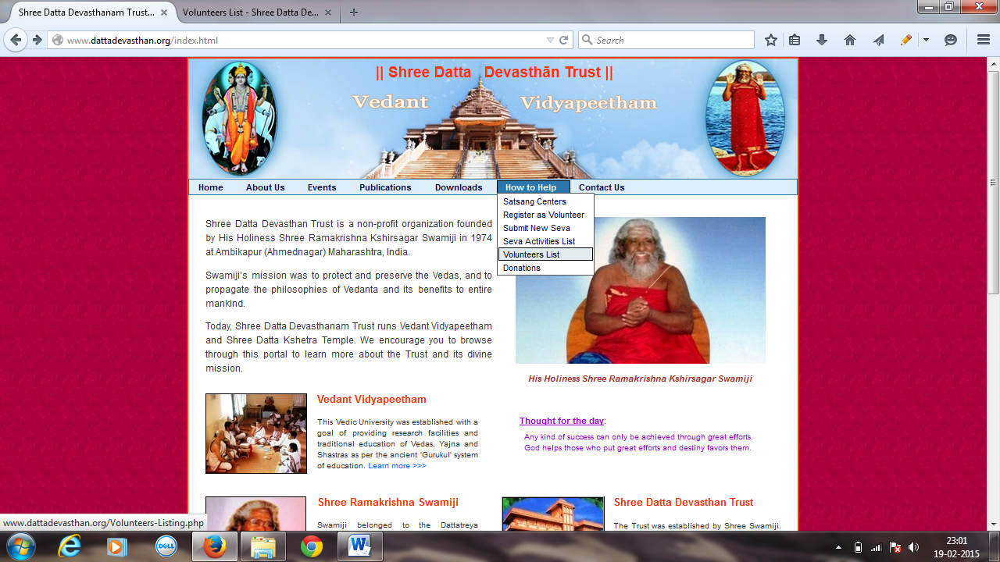 Shree Datta Devasthanam Trust...
Volunteers List - Shree Datta De...
www.dattadevasthan.org/index.html
Search
|| Shree Datta Devasthān Trust ||
Vedant Vidyapeetham
Home About Us Events Publications Downloads How to Help Contact Us
Satsang Centers
Register as Volunteer
Submit New Seva
Seva Activities List
Volunteers List
Donations
Shree Datta Devasthan Trust is a non-profit organization founded
by His Holiness Shree Ramakrishna Kshirsagar Swamiji in 1974
at Ambikapur (Ahmednagar) Maharashtra, India.
Swamiji's mission was to protect and preserve the Vedas, and to
propagate the philosophies of Vedanta and its benefits to entire
mankind.
Today, Shree Datta Devasthanam Trust runs Vedant Vidyapeetham
and Shree Datta Kshetra Temple. We encourage you to browse
through this portal to learn more about the Trust and its divine
mission.
His Holiness Shree Ramakrishna Kshirsagar Swamiji
Vedant Vidyapeetham
This Vedic University was established with a
goal of providing research facilities and
traditional education of Vedas, Yajna and
Shastras as per the ancient 'Gurukul' system
of education. Learn more >>>
Thought for the day:
Any kind of success can only be achieved through great efforts.
God helps those who put great efforts and destiny favors them.
Shree Ramakrishna Swamiji
Swamiji belonged to the Dattatreya
Shree Datta Devasthan Trust
The Trust was established by Shree Swamiji.
www.dattadevasthan.org/Volunteers-Listing.php
DELL
23:01
19-02-2015